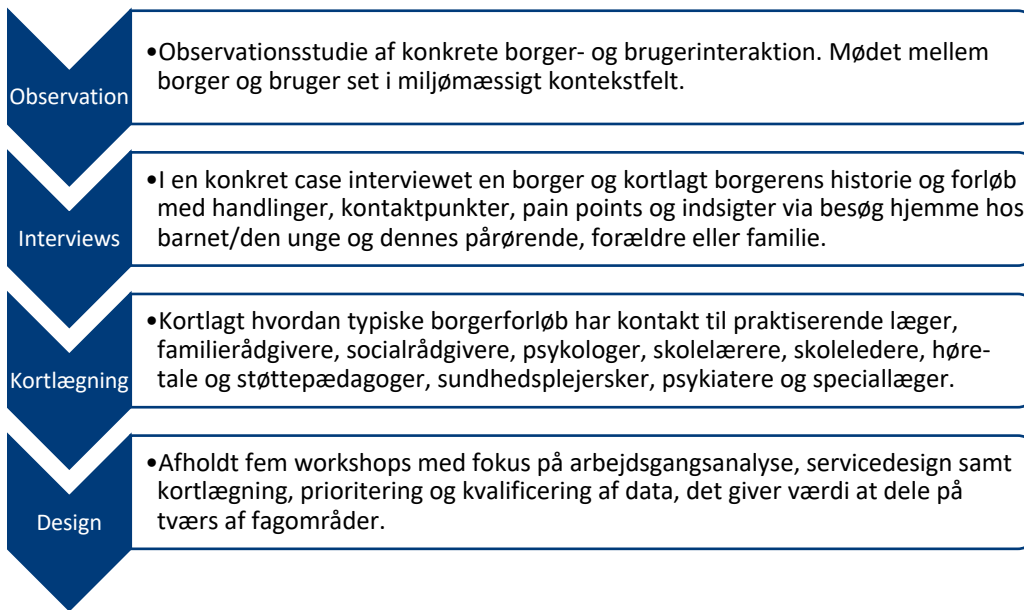 Observation
•Observationsstudie af konkrete borger- og brugerinteraktion. Mødet mellem
borger og bruger set i miljømæssigt kontekstfelt.
Interviews
•I en konkret case interviewet en borger og kortlagt borgerens historie og forløb
med handlinger, kontaktpunkter, pain points og indsigter via besøg hjemme hos
barnet/den unge og dennes pårørende, forældre eller familie.
Kortlægning
•Kortlagt hvordan typiske borgerforløb har kontakt til praktiserende læger,
familierådgivere, socialrådgivere, psykologer, skolelærere, skoleledere, høre-
tale og støttepædagoger, sundhedsplejersker, psykiatere og speciallæger.
Design
•Afholdt fem workshops med fokus på arbejdsgangsanalyse, servicedesign samt
kortlægning, prioritering og kvalificering af data, det giver værdi at dele på
tværs af fagområder.